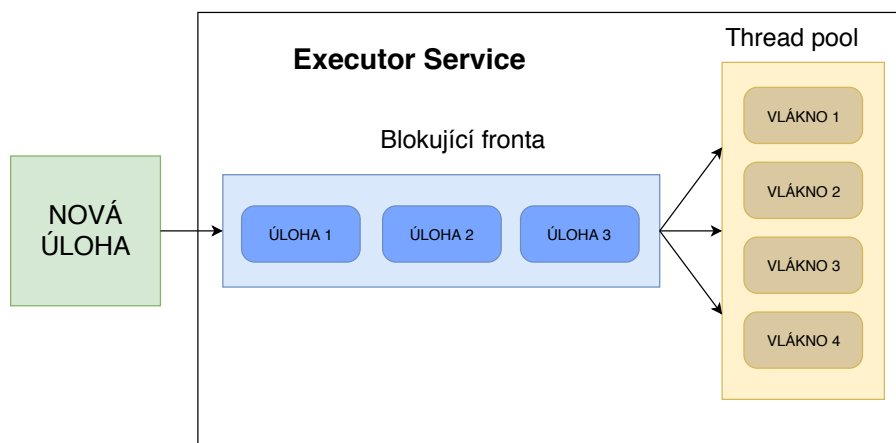 Thread pool
Executor Service
Blokující fronta
NOVÁ
ÚLOHA
ÚLOHA 1
ÚLOHA 2
ÚLOHA 3
VLÁKNO 1
VLÁKNO 2
VLÁKNO 3
VLÁKNO 4